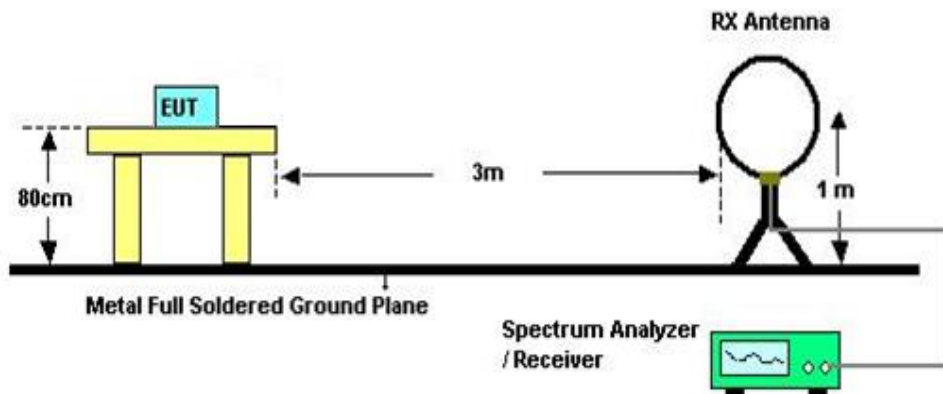 RX Antenna
EUT
80cm
3m
1 m
Metal Full Soldered Ground Plane
Spectrum Analyzer
/ Receiver